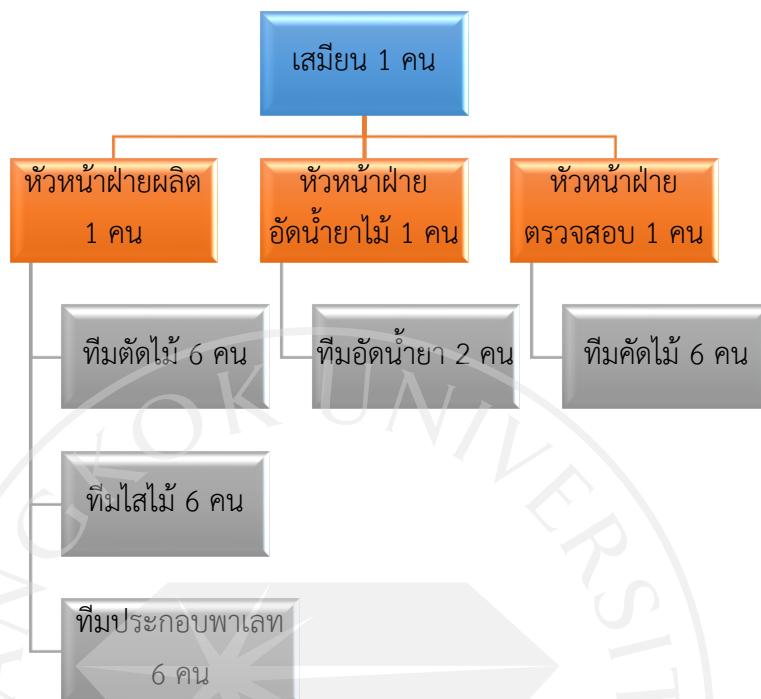 เสมียน 1 คน
หัวหน้าฝ่ายผลิต
1 คน
หัวหน้าฝ่าย
อัดน้ำยาไม้ 1 คน
หัวหน้าฝ่าย
ตรวจสอบ 1 คน
ทีมตัดไม้ 6 คน
ทีมอัดน้ำยา 2 คน
ทีมคัดไม้ 6 คน
ทีมไสไม้ 6 คน
ทีมประกอบพาเลท
6 คน